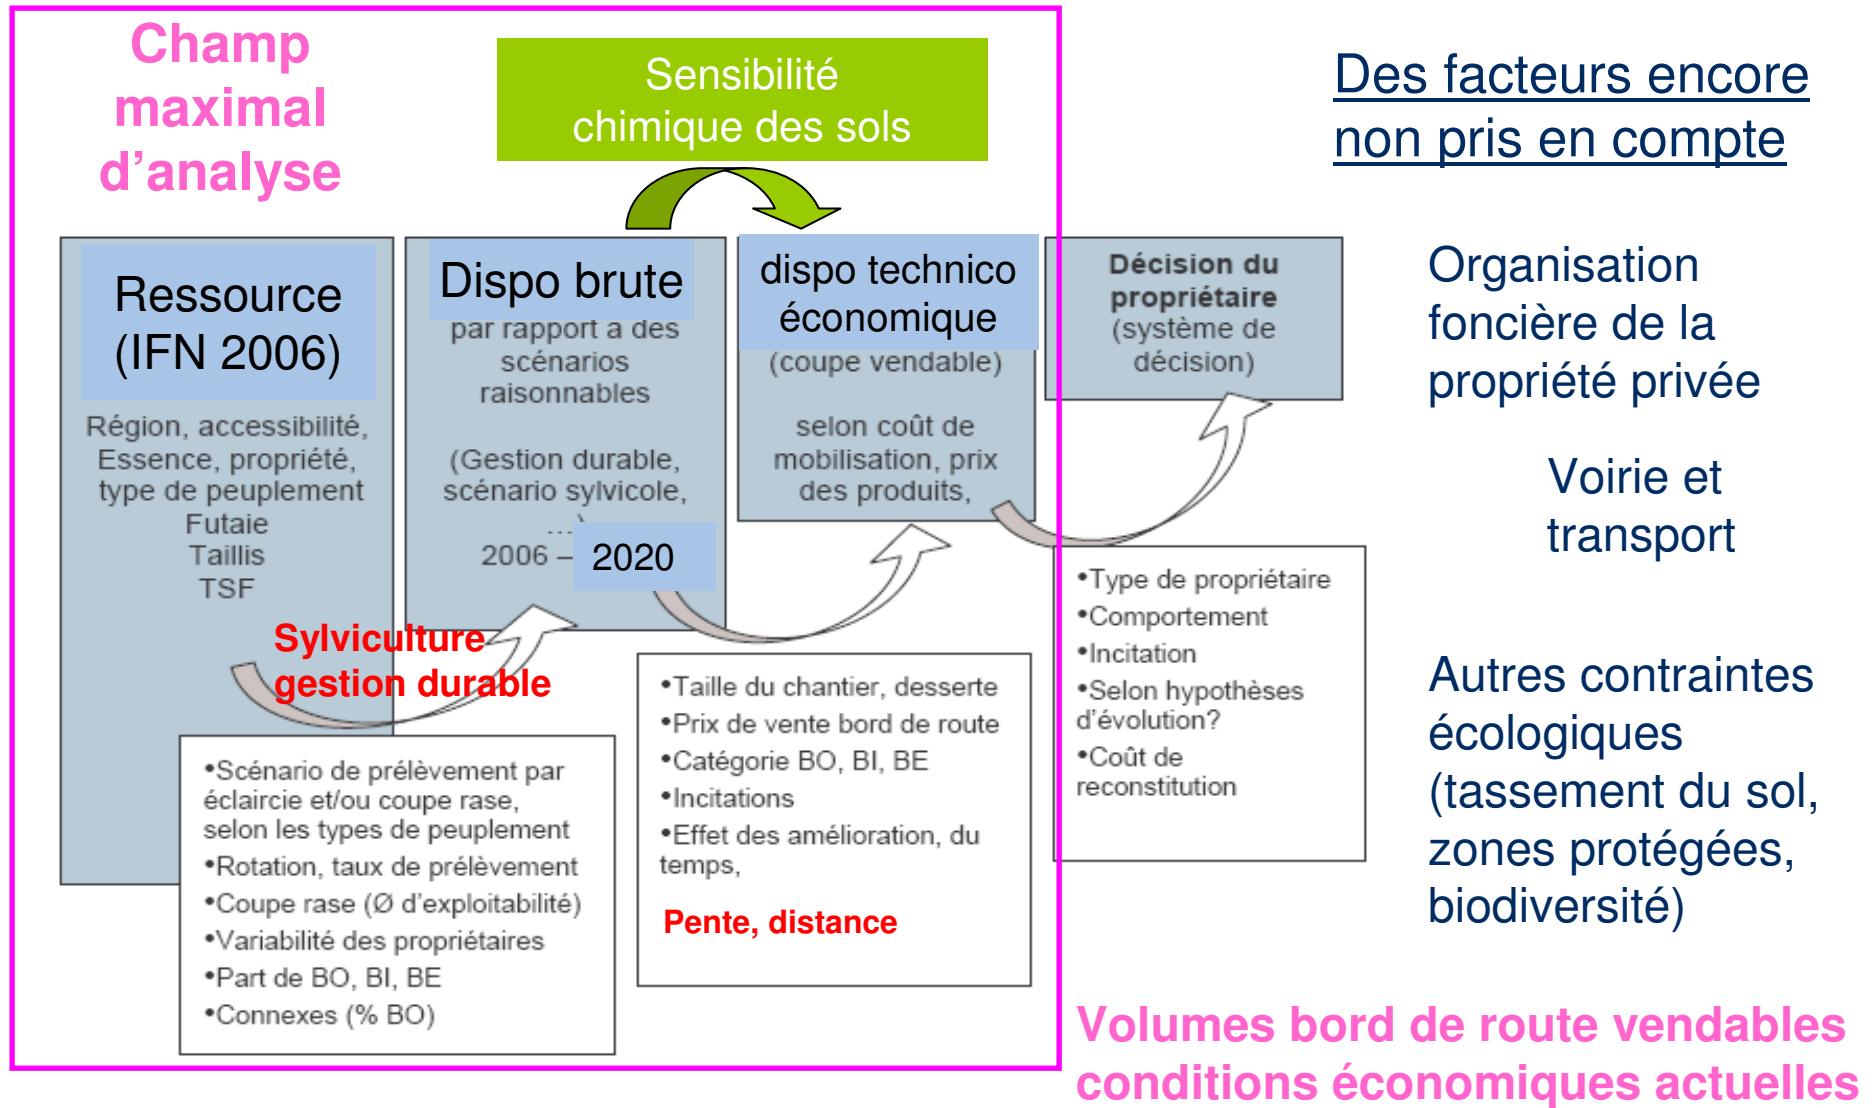 Champ
maximal
d'analyse
Sensibilité
chimique des sols
Des facteurs encore
non pris en compte
Ressource
(IFN 2006)
Région, accessibilité,
Essence, propriété,
type de peuplement
Futaie
Taillis
TSF
Dispo brute
par rapport a des
scénarios
raisonnables
(Gestion durable,
scénario sylvicole,
...)
2006 – 2020
dispo technico
économique
(coupe vendable)
selon coût de
mobilisation, prix
des produits,
Décision du
propriétaire
(système de
décision)
Organisation
foncière de la
propriété privée
Voirie et
transport
Autres contraintes
écologiques
(tassement du sol,
zones protégées,
biodiversité)
Sylviculture
gestion durable
•Scénario de prélèvement par
éclaircie et/ou coupe rase,
selon les types de peuplement
•Rotation, taux de prélèvement
•Coupe rase (Ø d'exploitabilité)
•Variabilité des propriétaires
•Part de BO, BI, BE
•Connexes (% BO)
•Taille du chantier, desserte
•Prix de vente bord de route
•Catégorie BO, BI, BE
•Incitations
•Effet des amélioration, du
temps,
Pente, distance
•Type de propriétaire
•Comportement
•Incitation
•Selon hypothèses
d'évolution?
•Coût de
reconstitution
Volumes bord de route vendables
conditions économiques actuelles